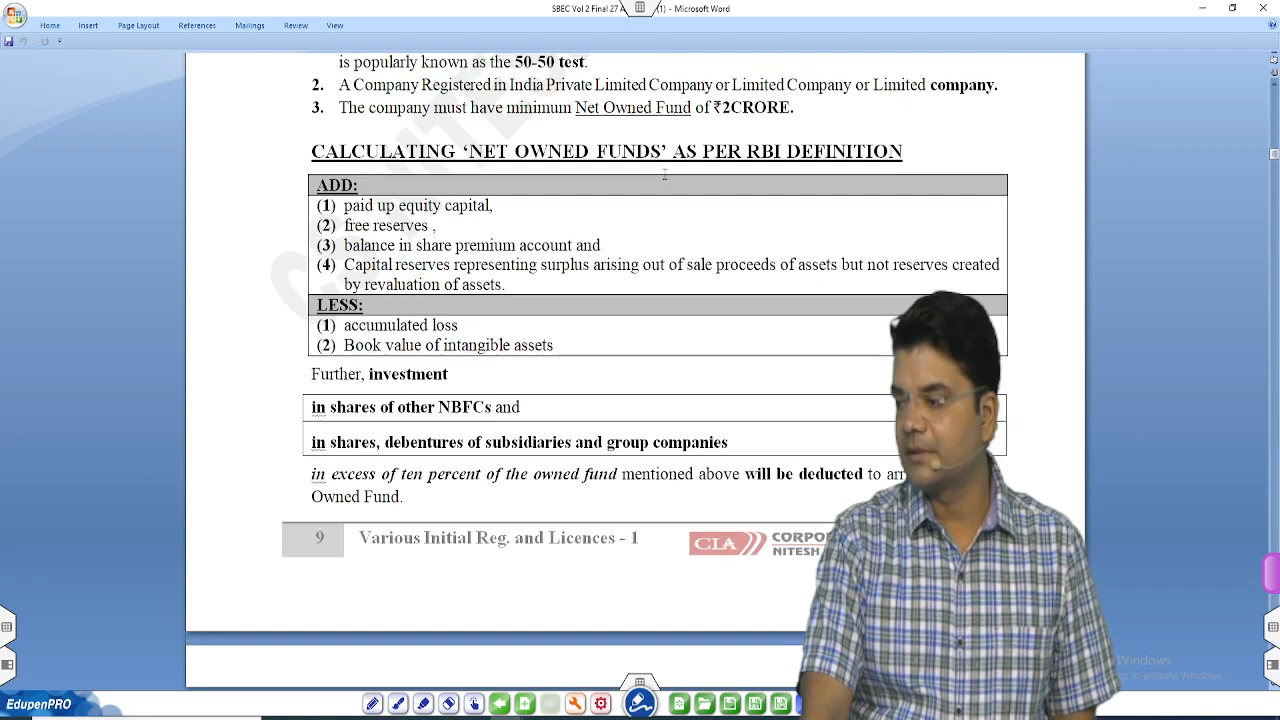 SBEC Vol 2 Final 27 A (1) - Microsoft Word
Home Insert Page Layout References Mailings Review View
is popularly known as the 50-50 test.
2. A Company Registered in India Private Limited Company or Limited Company or Limited company.
3. The company must have minimum Net Owned Fund of ₹2CRORE.
CALCULATING ‘NET OWNED FUNDS’ AS PER RBI DEFINITION
ADD:
(1) paid up equity capital,
(2) free reserves ,
(3) balance in share premium account and
(4) Capital reserves representing surplus arising out of sale proceeds of assets but not reserves created
by revaluation of assets.
LESS:
(1) accumulated loss
(2) Book value of intangible assets
Further, investment
in shares of other NBFCs and
in shares, debentures of subsidiaries and group companies
in excess of ten percent of the owned fund mentioned above will be deducted to
Owned Fund.
9 Various Initial Reg. and Licences - 1
CIA
NITESH
Windows
to activate Windows.
EdupenPRO